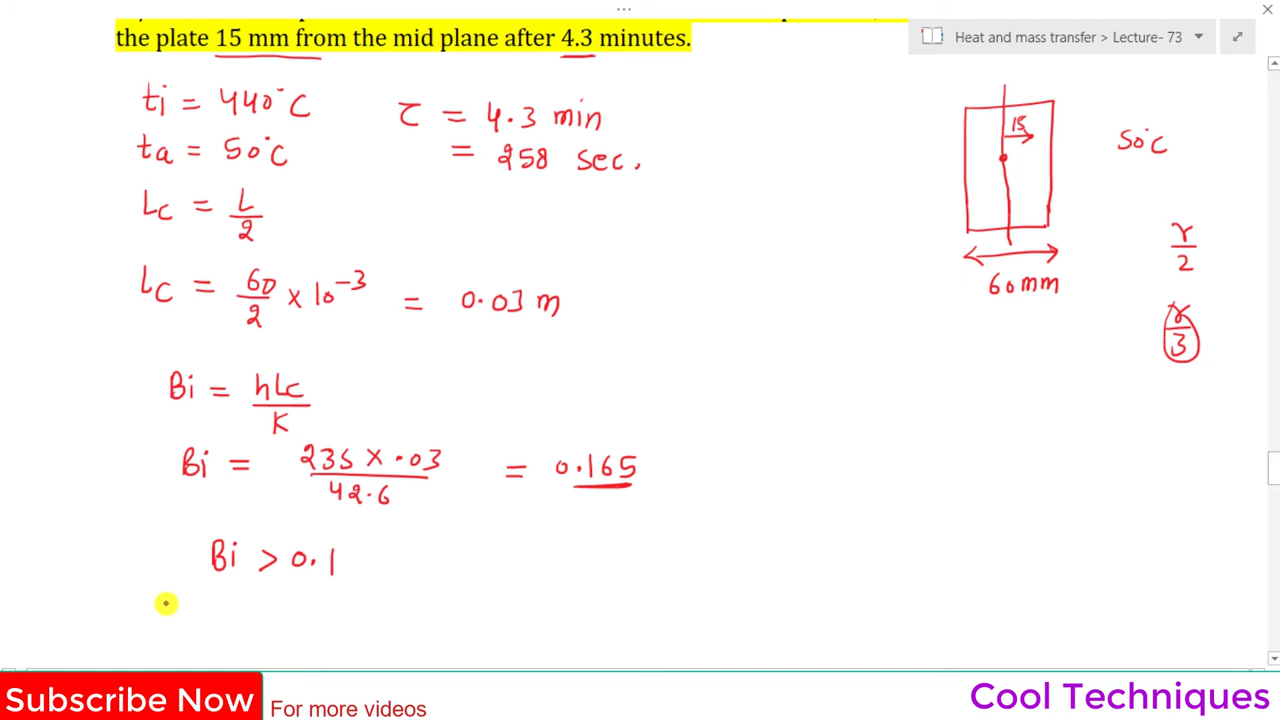 the plate 15 mm from the mid plane after 4.3 minutes.
Heat and mass transfer > Lecture- 73
ti = 440°C
τ = 4.3 min
= 258 sec.
ta = 50°C
Lc = L/2
Lc = 60/2 × 10⁻³ = 0.03 m
15
50°C
60mm
r/2
r/3
Bi = hLc/K
Bi = 235 × .03/42.6 = 0.165
Bi > 0.1
Subscribe Now
For more videos
Cool Techniques